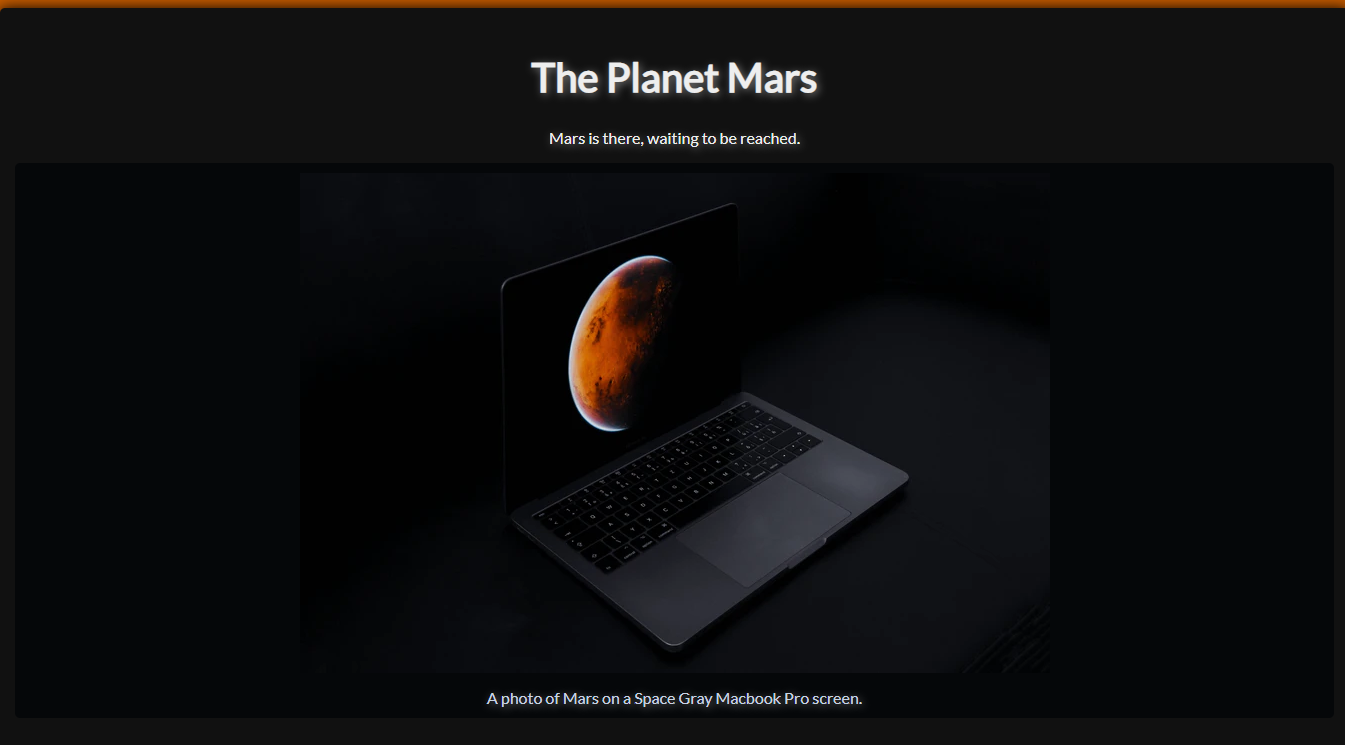 The Planet Mars
Mars is there, waiting to be reached.
A photo of Mars on a Space Gray Macbook Pro screen.